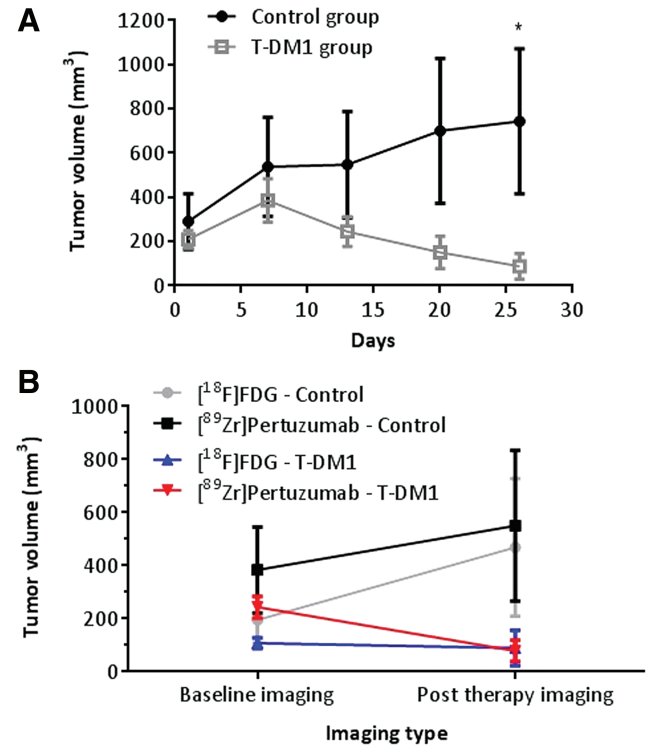 A
Control group
T-DM1 group
*
Tumor volume (mm³)
1200
1000
800
600
400
200
0
0 5 10 15 20 25 30
Days
B
[¹⁸F]FDG - Control
[⁸⁹Zr]Pertuzumab - Control
[¹⁸F]FDG - T-DM1
[⁸⁹Zr]Pertuzumab - T-DM1
Tumor volume (mm³)
1000
800
600
400
200
0
Baseline imaging Post therapy imaging
Imaging type